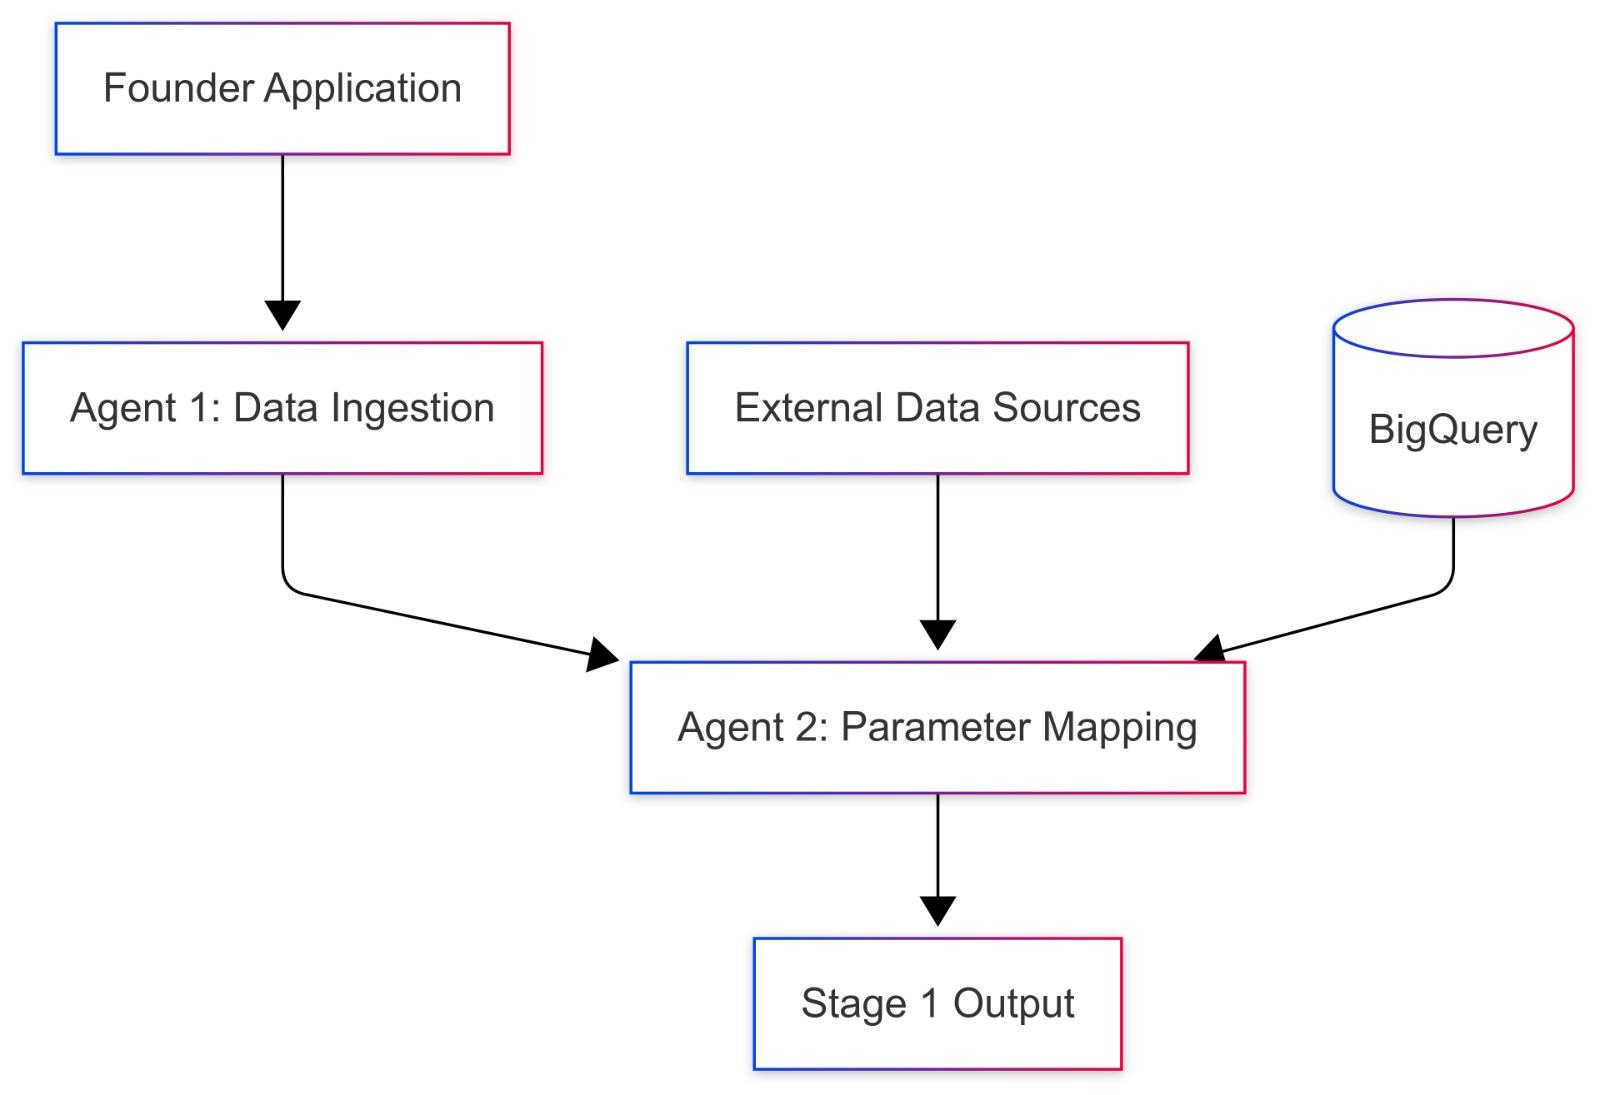 Founder Application
Agent 1: Data Ingestion
External Data Sources
BigQuery
Agent 2: Parameter Mapping
Stage 1 Output